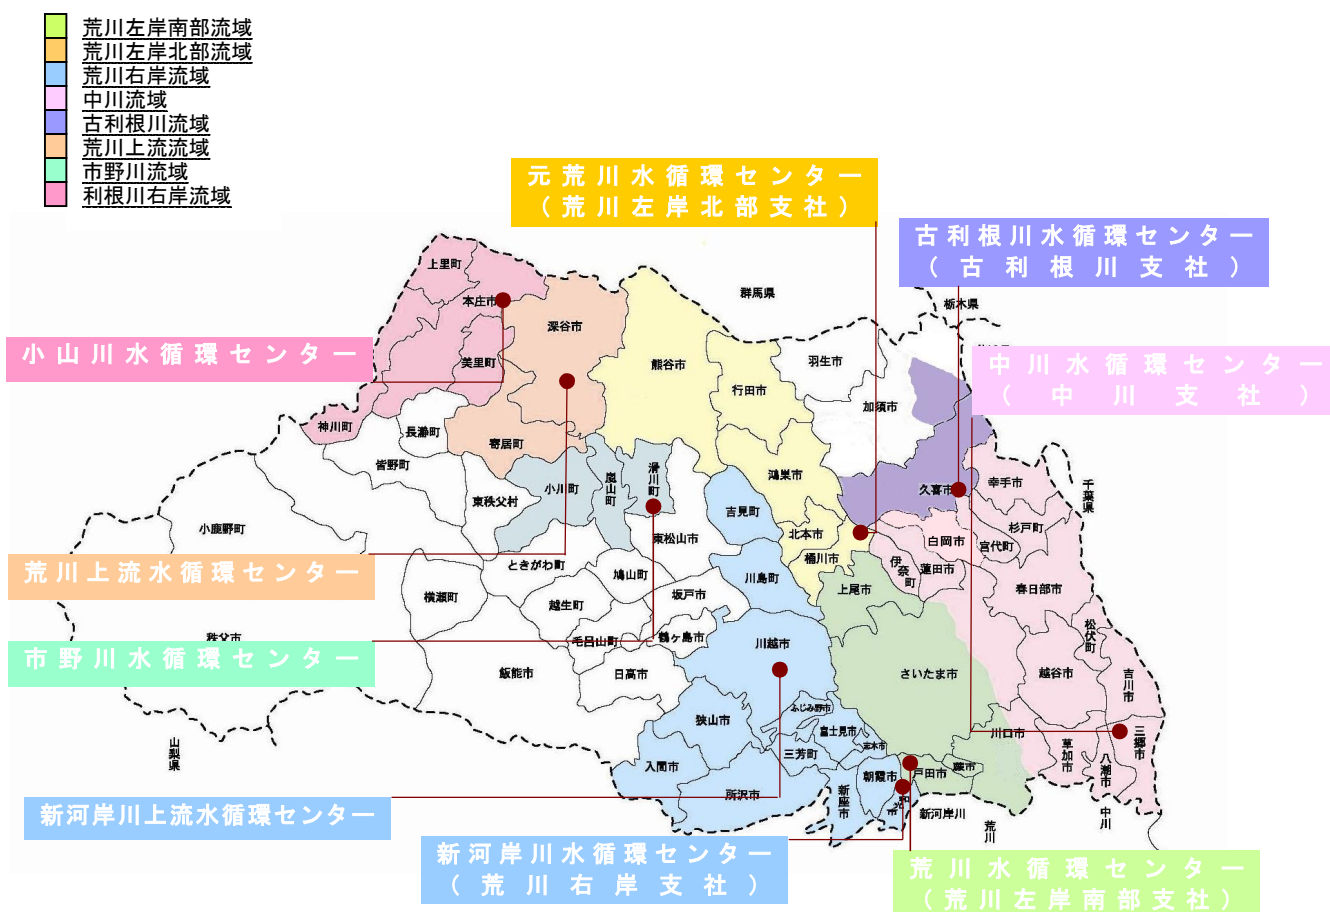 荒川左岸南部流域
荒川左岸北部流域
荒川右岸流域
中川流域
古利根川流域
荒川上流流域
市野川流域
利根川右岸流域
元荒川水循環センター
（荒川左岸北部支社）
古利根川水循環センター
（古利根川支社）
中川水循環センター
（中川支社）
小山川水循環センター
荒川上流水循環センター
市野川水循環センター
新河岸川上流水循環センター
新河岸川水循環センター
（荒川右岸支社）
荒川水循環センター
（荒川左岸南部支社）
群馬県
栃木県
千葉県
山梨県
上里町
本庄市
美里町
神川町
深谷市
寄居町
長瀞町
皆野町
小鹿野町
秩父市
横瀬町
東秩父村
小川町
嵐山町
滑川町
ときがわ町
鳩山町
越生町
毛呂山町
飯能市
日高市
坂戸市
鶴ヶ島市
東松山市
熊谷市
行田市
羽生市
加須市
鴻巣市
吉見町
北本市
桶川市
川島町
上尾市
伊奈町
久喜市
白岡市
蓮田市
幸手市
杉戸町
宮代町
春日部市
松伏町
越谷市
吉川市
さいたま市
川越市
ふじみ野市
富士見市
志木市
三芳町
狭山市
入間市
所沢市
新座市
朝霞市
和光市
戸田市
蕨市
川口市
草加市
八潮市
三郷市
新河岸川
荒川
中川